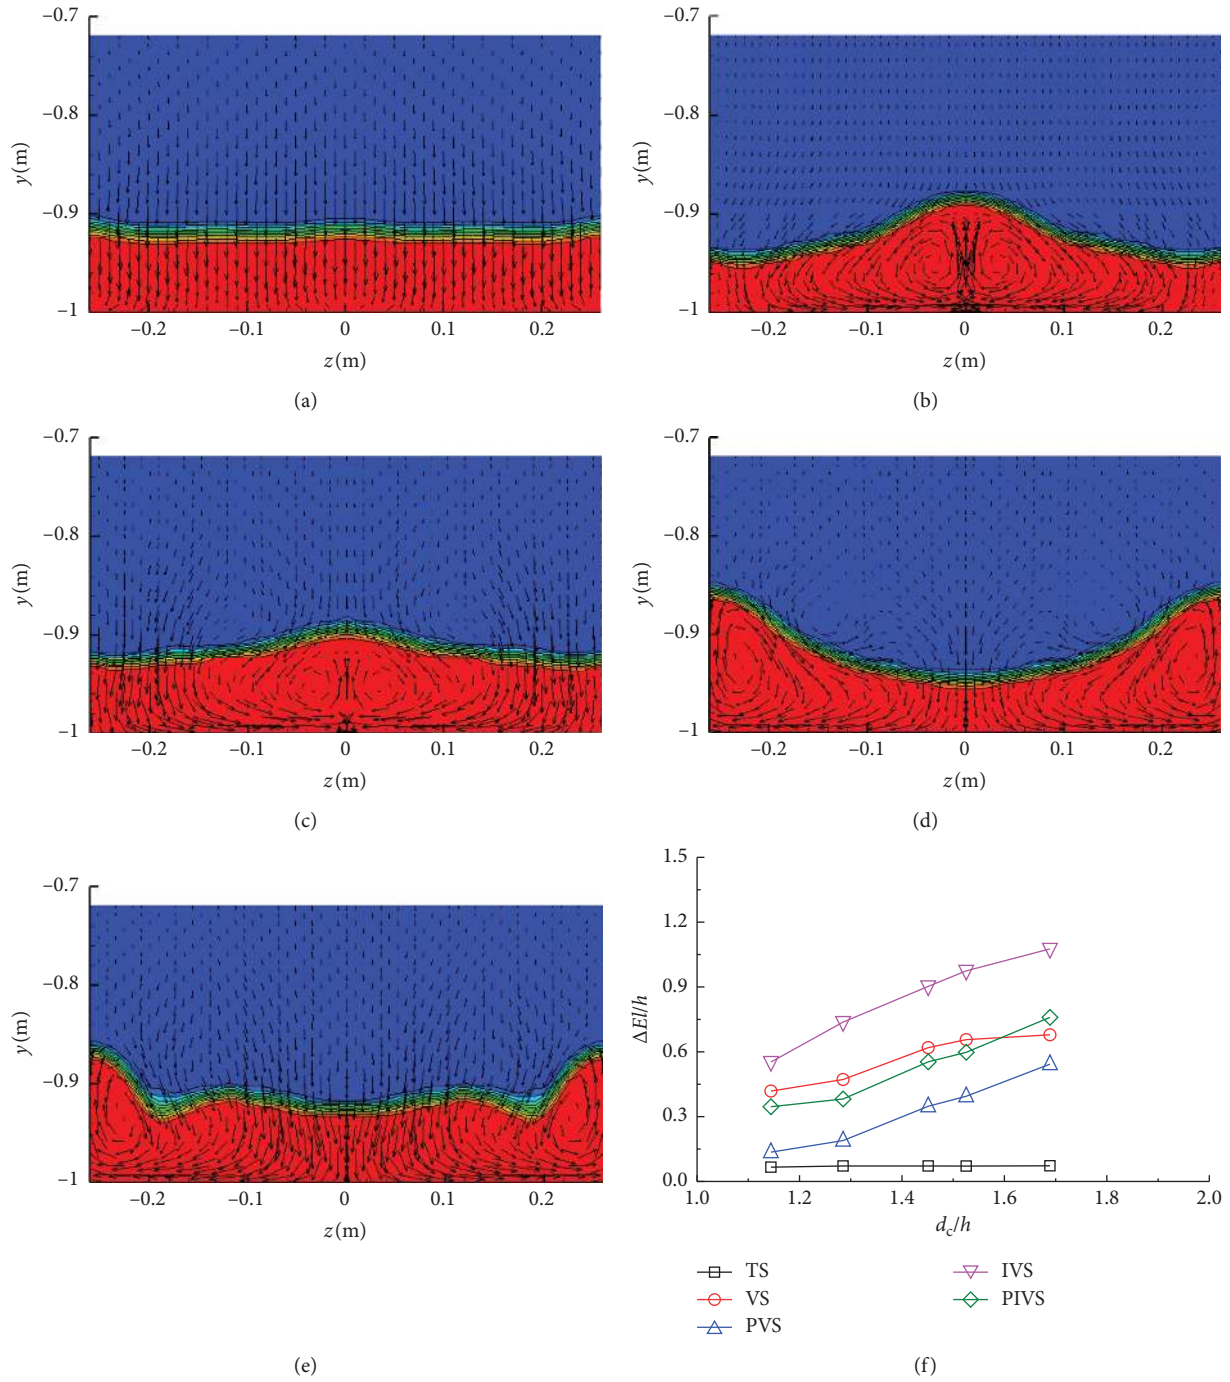 −0.7
−0.8
−0.9
−1
y(m)
−0.2 −0.1 0 0.1 0.2
z(m)
(a)
−0.7
−0.8
−0.9
−1
y(m)
−0.2 −0.1 0 0.1 0.2
z(m)
(b)
−0.7
−0.8
−0.9
−1
y(m)
−0.2 −0.1 0 0.1 0.2
z(m)
(c)
−0.7
−0.8
−0.9
−1
y(m)
−0.2 −0.1 0 0.1 0.2
z(m)
(d)
−0.7
−0.8
−0.9
−1
y(m)
−0.2 −0.1 0 0.1 0.2
z(m)
(e)
1.5
1.2
0.9
0.6
0.3
0.0
ΔEl/h
1.0 1.2 1.4 1.6 1.8 2.0
dc/h
TS
VS
PVS
IVS
PIVS
(f)